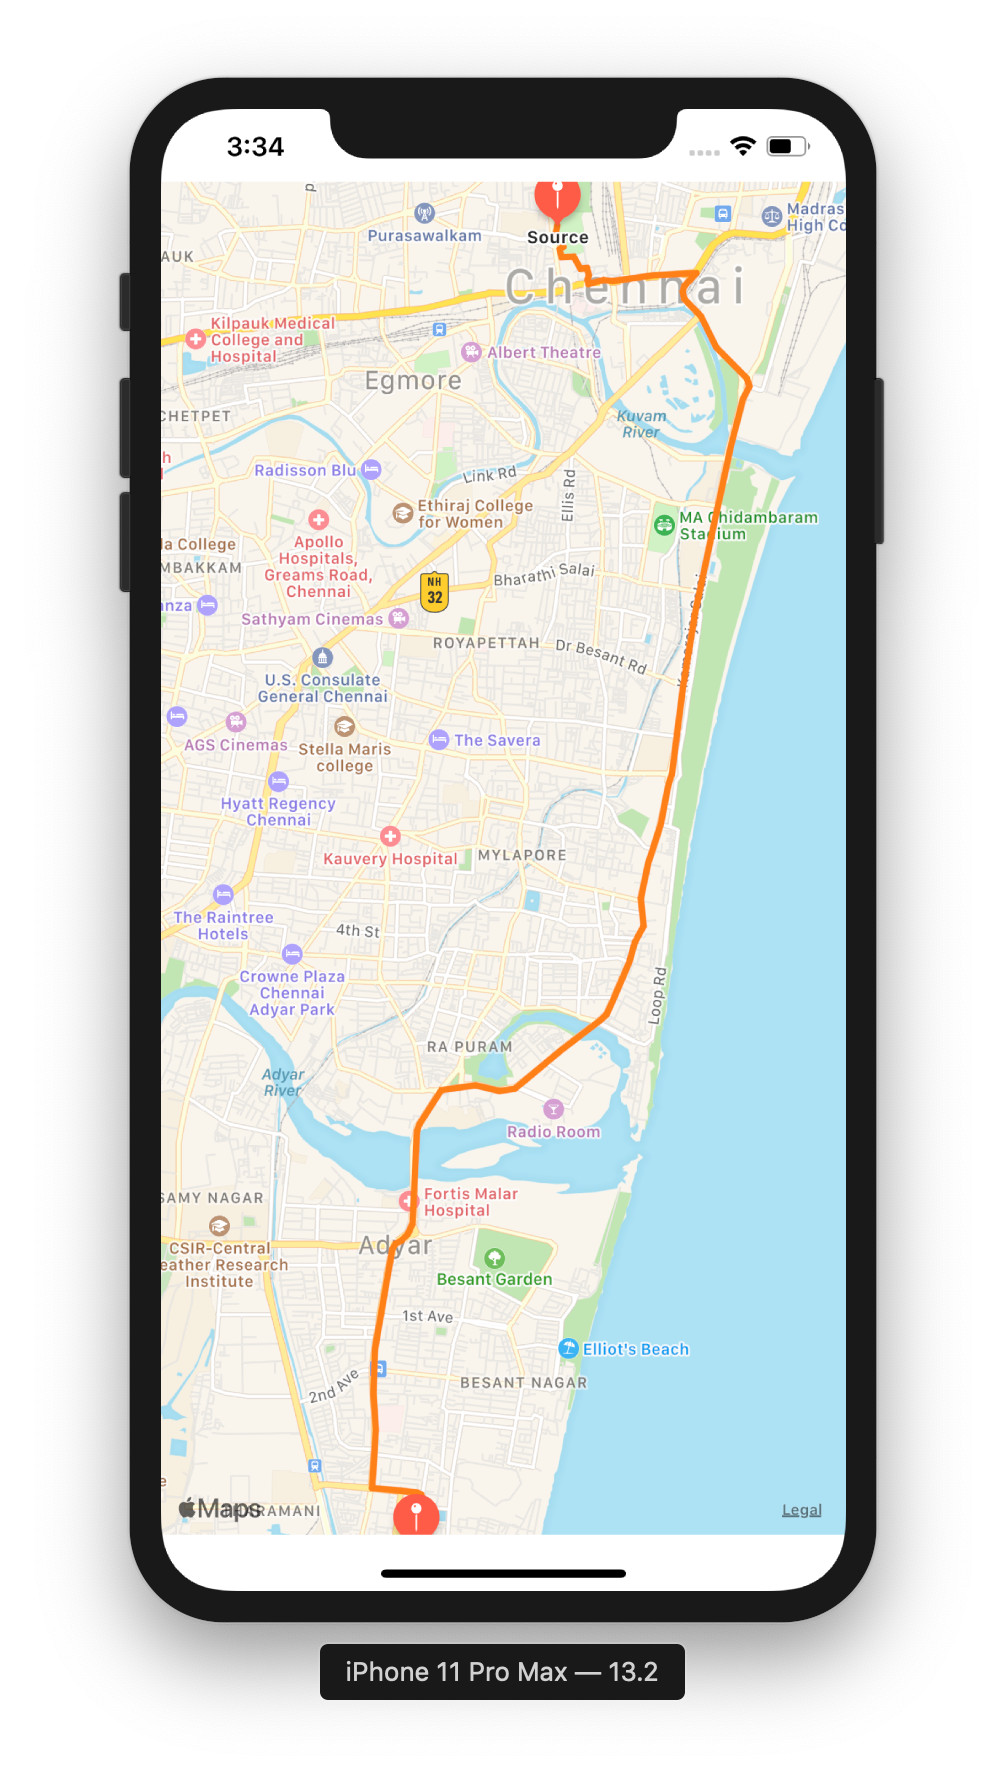 3:34
Purasawalkam
Madras
High Co
Source
AUK
Chennai
Kilpauk Medical
College and
Hospital
Albert Theatre
Egmore
CHETPET
Kuvam
River
h
Radisson Blu
Link Rd
Ellis Rd
Ethiraj College
for Women
MA Chidambaram
Stadium
la College
MBAKKAM
Apollo
Hospitals,
Greams Road,
Chennai
Bharathi Salai
NH
32
nza
Sathyam Cinemas
ROYAPETTAH
Dr Besant Rd
Kamarajar Salai
U.S. Consulate
General Chennai
AGS Cinemas
Stella Maris
college
The Savera
Hyatt Regency
Chennai
Kauvery Hospital
MYLAPORE
The Raintree
Hotels
4th St
Crowne Plaza
Chennai
Adyar Park
Loop Rd
RA PURAM
Adyar
River
Radio Room
SAMY NAGAR
Fortis Malar
Hospital
CSIR-Central
eather Research
Institute
Adyar
Besant Garden
1st Ave
Elliot's Beach
2nd Ave
BESANT NAGAR
e
Maps
RAMANI
Legal
iPhone 11 Pro Max — 13.2